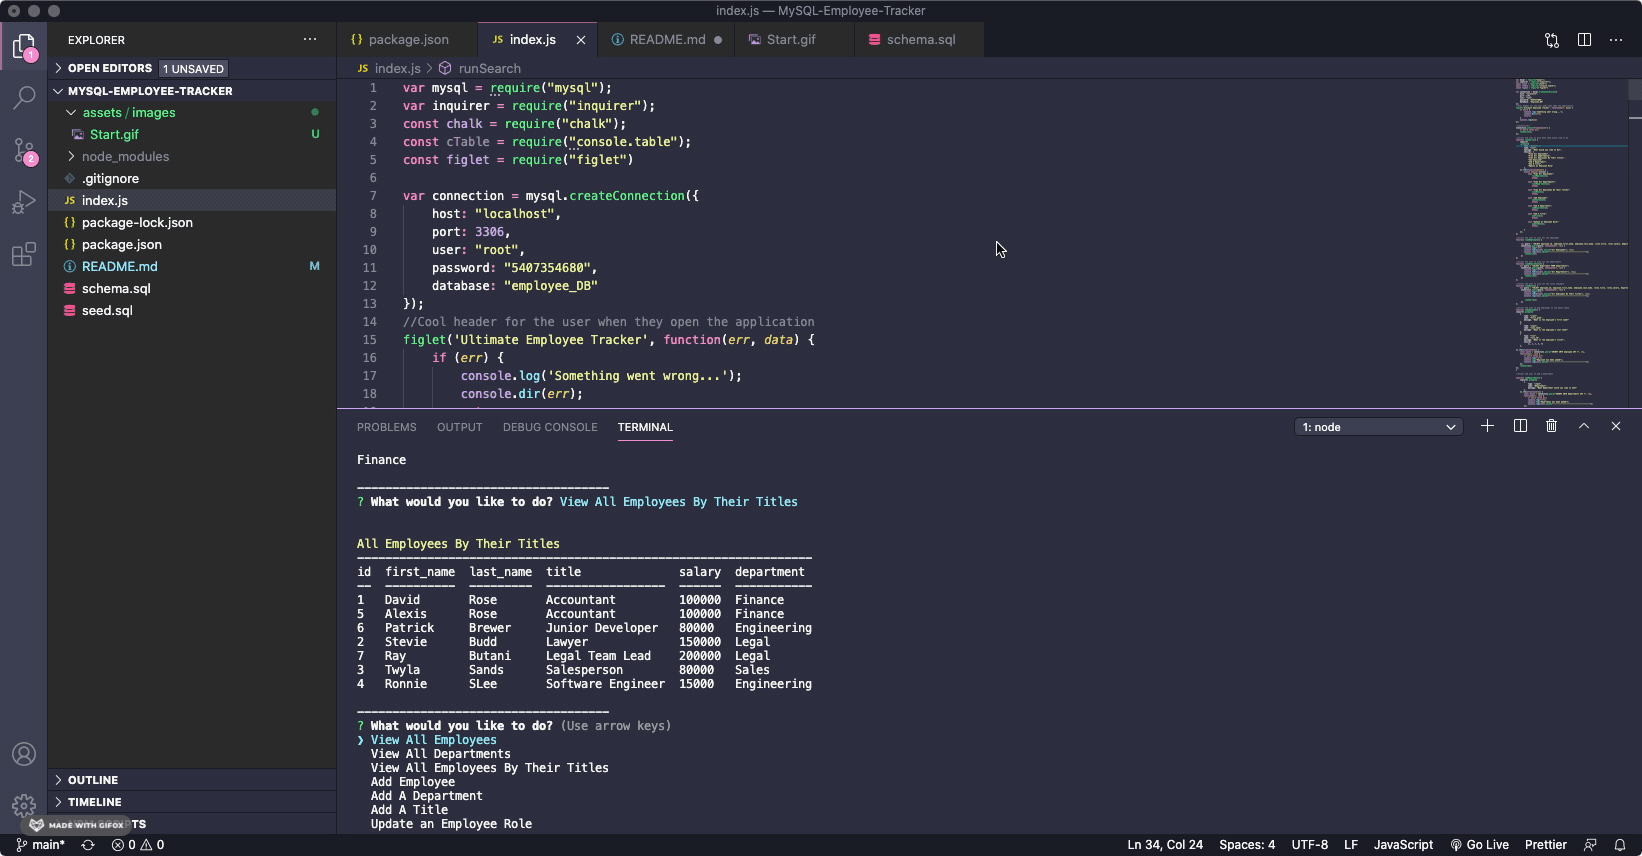 index.js — MySQL-Employee-Tracker
EXPLORER
package.json
JS index.js
README.md
Start.gif
schema.sql
OPEN EDITORS 1 UNSAVED
JS index.js > runSearch
MYSQL-EMPLOYEE-TRACKER
assets / images
Start.gif U
node_modules
.gitignore
JS index.js
{} package-lock.json
{} package.json
README.md M
schema.sql
seed.sql
OUTLINE
TIMELINE
MADE WITH GIFOX
TS
1
2
1 var mysql = require("mysql");
2 var inquirer = require("inquirer");
3 const chalk = require("chalk");
4 const cTable = require("console.table");
5 const figlet = require("figlet")
6
7 var connection = mysql.createConnection({
8 host: "localhost",
9 port: 3306,
10 user: "root",
11 password: "5407354680",
12 database: "employee_DB"
13 });
14 //Cool header for the user when they open the application
15 figlet('Ultimate Employee Tracker', function(err, data) {
16 if (err) {
17 console.log('Something went wrong...');
18 console.dir(err);
PROBLEMS OUTPUT DEBUG CONSOLE TERMINAL
1: node
Finance
? What would you like to do? View All Employees By Their Titles
All Employees By Their Titles
id first_name last_name title salary department
1 David Rose Accountant 100000 Finance
5 Alexis Rose Accountant 100000 Finance
6 Patrick Brewer Junior Developer 80000 Engineering
2 Stevie Budd Lawyer 150000 Legal
7 Ray Butani Legal Team Lead 200000 Legal
3 Twyla Sands Salesperson 80000 Sales
4 Ronnie SLee Software Engineer 15000 Engineering
? What would you like to do? (Use arrow keys)
❯ View All Employees
View All Departments
View All Employees By Their Titles
Add Employee
Add A Department
Add A Title
Update an Employee Role
main* 0 0
Ln 34, Col 24 Spaces: 4 UTF-8 LF JavaScript Go Live Prettier